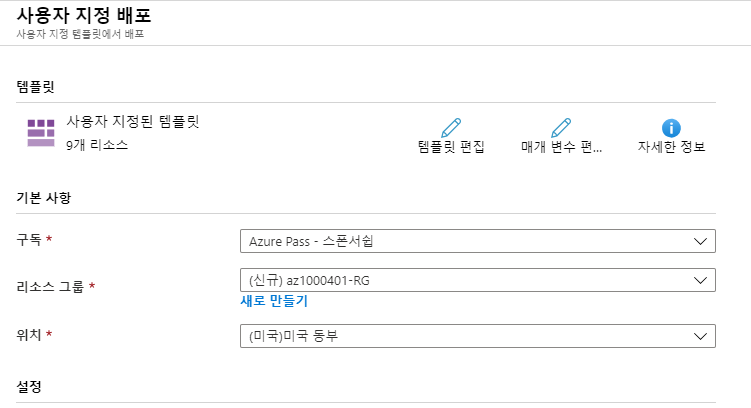 사용자 지정 배포
사용자 지정 템플릿에서 배포
템플릿
사용자 지정된 템플릿
9개 리소스
템플릿 편집
매개 변수 편...
자세한 정보
기본 사항
구독 *
Azure Pass - 스폰서쉽
리소스 그룹 *
(신규) az1000401-RG
새로 만들기
위치 *
(미국)미국 동부
설정